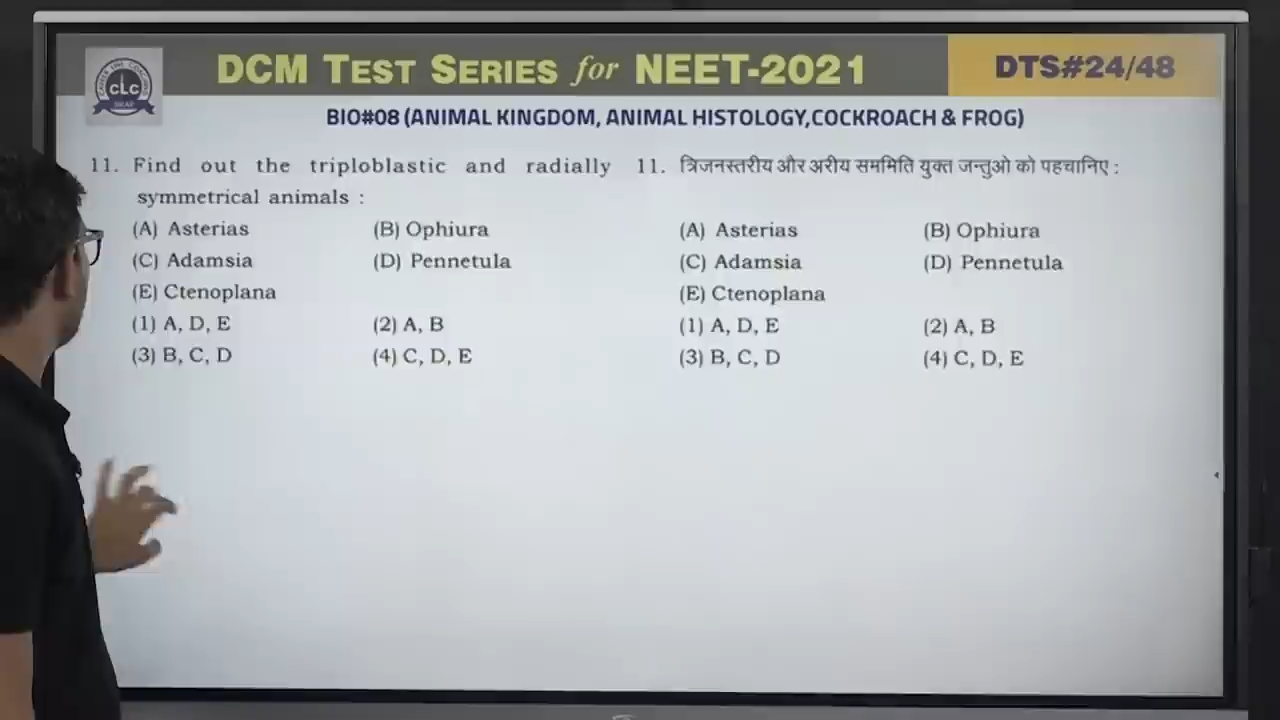 DCM TEST SERIES for NEET-2021
DTS#24/48
CLC
BIO#08 (ANIMAL KINGDOM, ANIMAL HISTOLOGY,COCKROACH & FROG)
11. Find out the triploblastic and radially
symmetrical animals :
(A) Asterias (B) Ophiura
(C) Adamsia (D) Pennetula
(E) Ctenoplana
(1) A, D, E (2) A, B
(3) B, C, D (4) C, D, E
11. त्रिजनस्तरीय और अरीय सममिति युक्त जन्तुओ को पहचानिए :
(A) Asterias (B) Ophiura
(C) Adamsia (D) Pennetula
(E) Ctenoplana
(1) A, D, E (2) A, B
(3) B, C, D (4) C, D, E